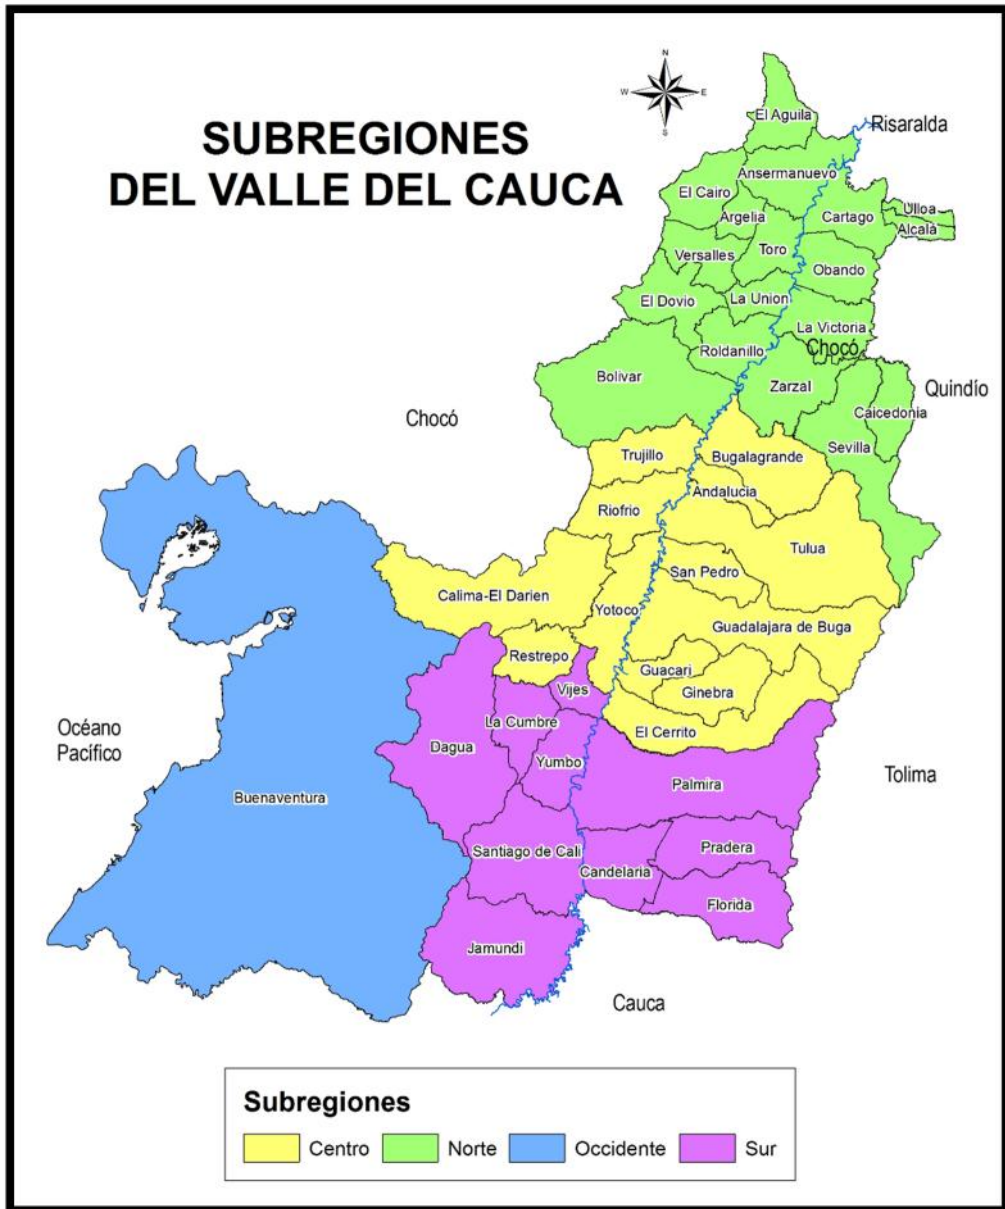 SUBREGIONES
DEL VALLE DEL CAUCA
N
W
E
S
El Aguila
Risaralda
Ansermanuevo
El Cairo
Argelia
Cartago
Ulloa
Alcalá
Versalles
Toro
Obando
El Dovio
La Union
La Victoria
Roldanillo
Chocó
Bolivar
Zarzal
Quindío
Chocó
Caicedonia
Sevilla
Trujillo
Bugalagrande
Andalucia
Riofrio
Tulua
San Pedro
Calima-El Darien
Yotoco
Guadalajara de Buga
Restrepo
Guacari
Vijes
Ginebra
La Cumbre
El Cerrito
Océano
Pacífico
Dagua
Yumbo
Tolima
Palmira
Buenaventura
Santiago de Cali
Pradera
Candelaria
Florida
Jamundi
Cauca
Subregiones
Centro
Norte
Occidente
Sur